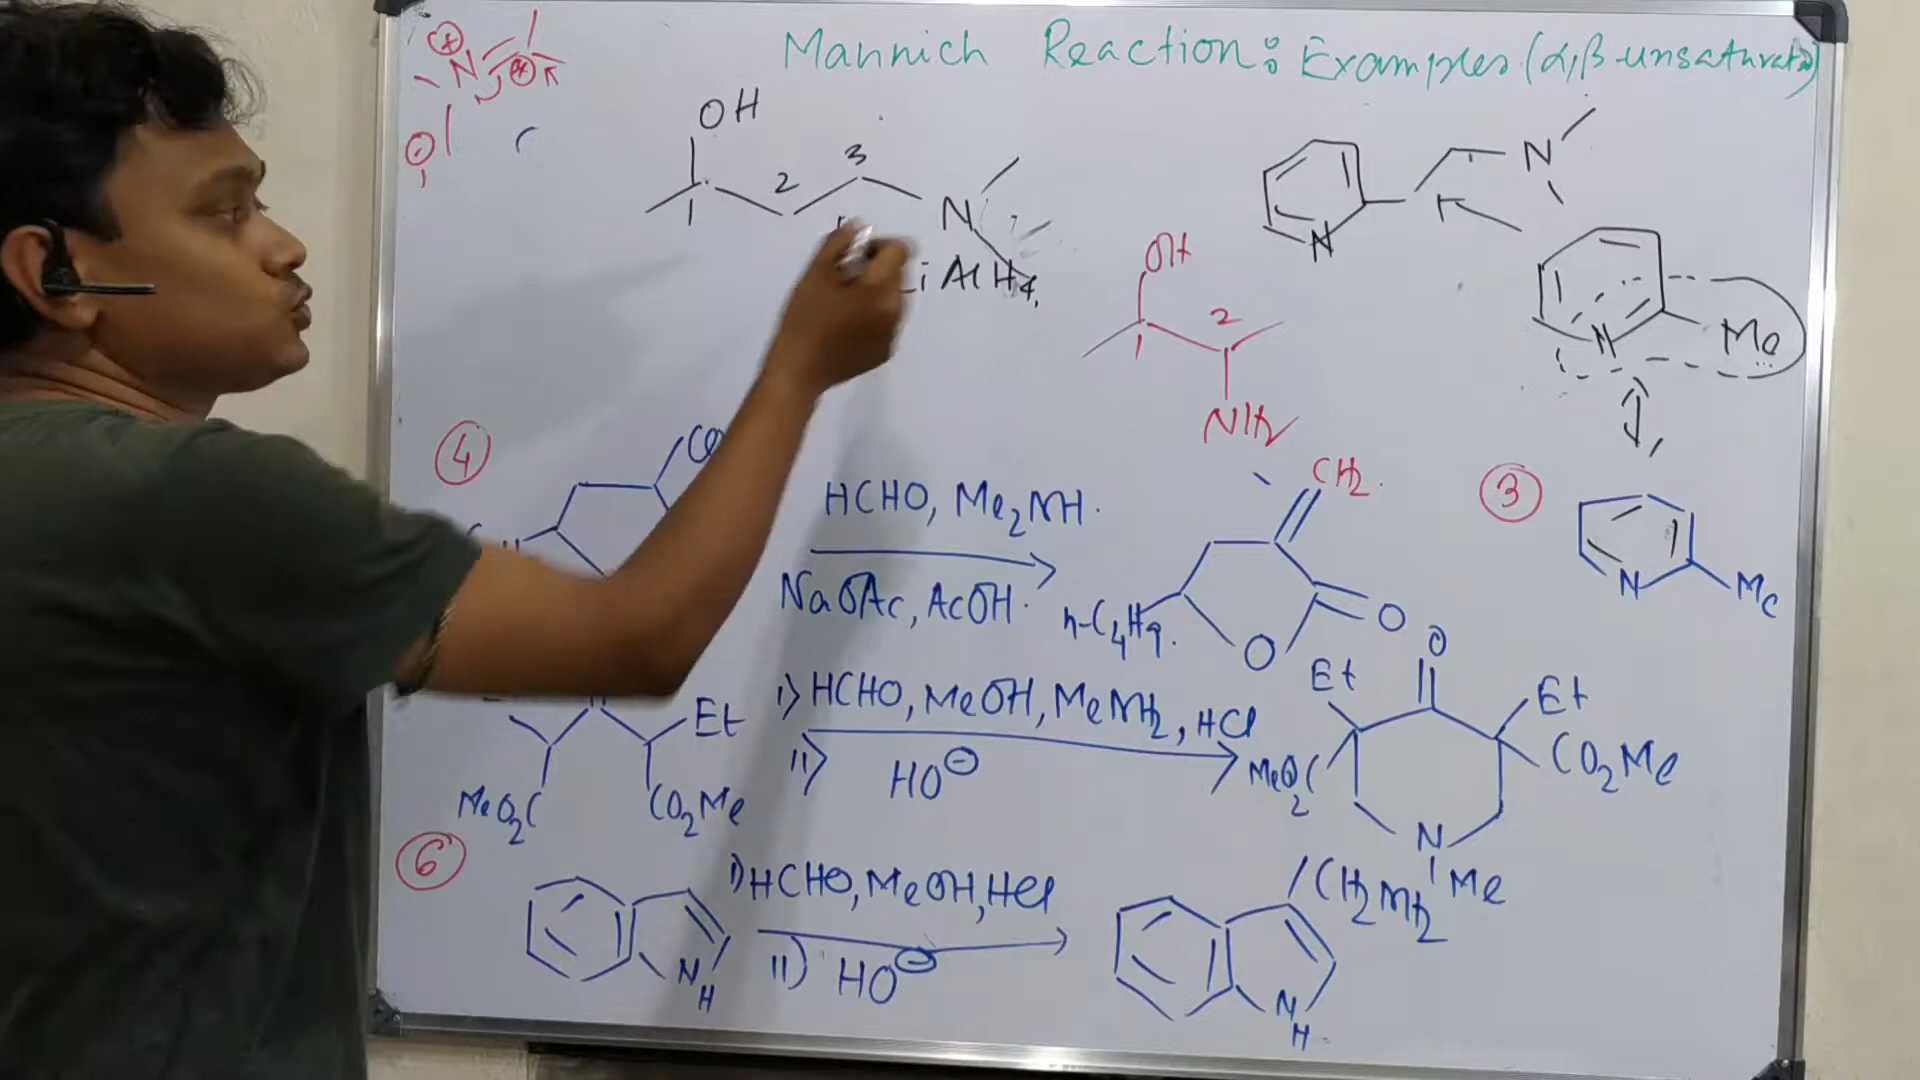 Mannich Reaction: Examples (α,β unsaturated)
⊕
N
OH
1 2 3
N
LiAlH4,
OH
1 2
NH2
N
N
N
Me
④
CO
HCHO, Me2NH.
NaOAc, AcOH.
CH2.
n-C4H9.
O
O
③
N
Me
Et
MeO2C
CO2Me
i) HCHO, MeOH, MeNH2, HCl
ii) HO⊖
O
Et
Et
MeO2C
CO2Me
N
Me
⑥
N
H
i) HCHO, MeOH, HCl
ii) HO⊖
CH2NH2
N
H